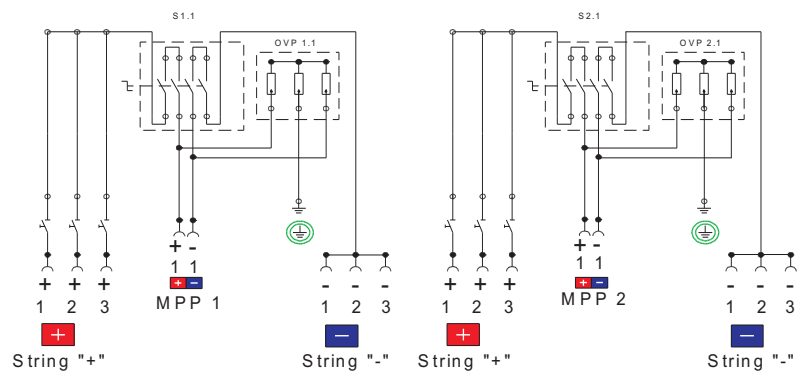 S1.1 S2.1
OVP 1.1 OVP 2.1
+ - + -
1 1 1 1
+ -
+ -
MPP 1 MPP 2
+ + + - - - + + + - - -
1 2 3 1 2 3 1 2 3 1 2 3
+ - + -
String "+" String "-" String "+" String "-"